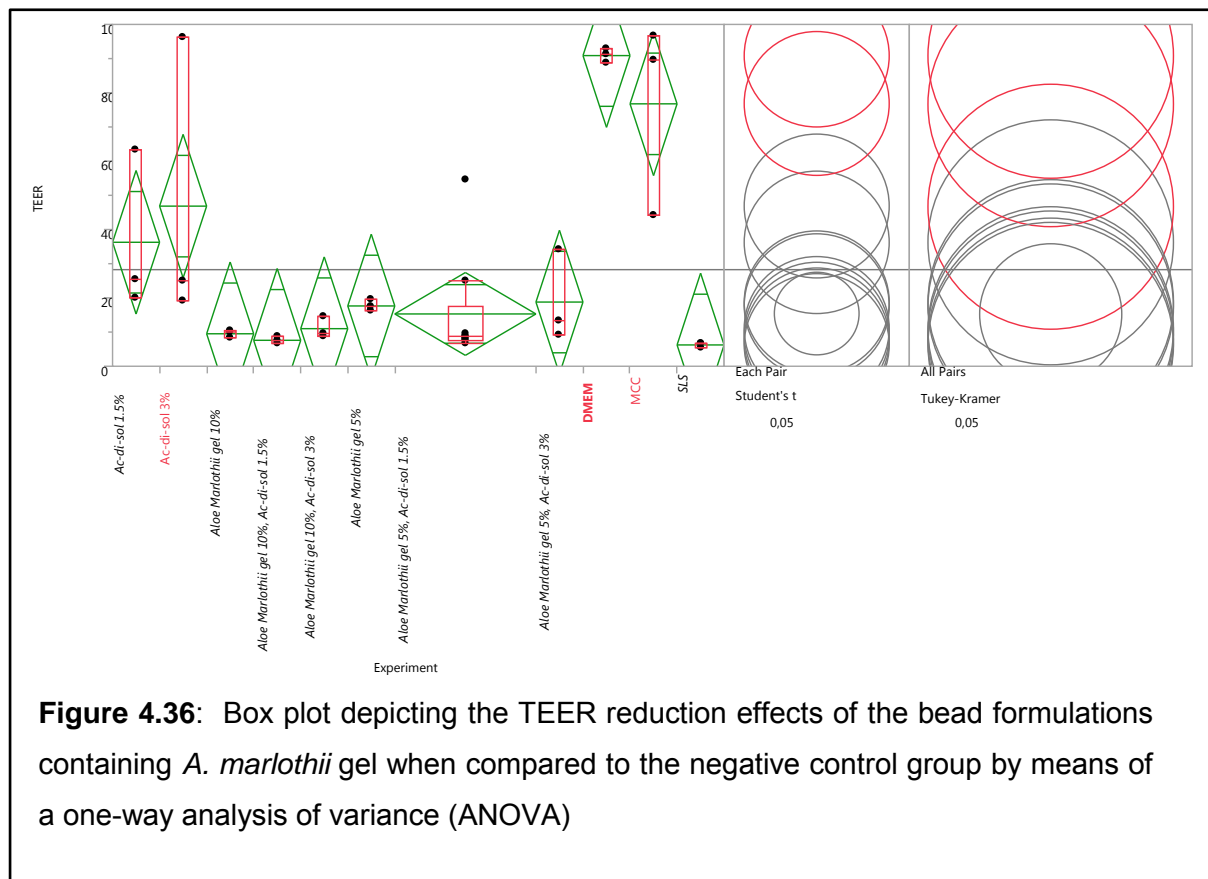 10
80
60
40
20
0
TEER
Ac-di-sol 1.5%
Ac-di-sol 3%
Aloe Marlothii gel 10%
Aloe Marlothii gel 10%, Ac-di-sol 1.5%
Aloe Marlothii gel 10%, Ac-di-sol 3%
Aloe Marlothii gel 5%
Aloe Marlothii gel 5%, Ac-di-sol 1.5%
Aloe Marlothii gel 5%, Ac-di-sol 3%
DMEM
MCC
SLS
Each Pair
Student's t
0,05
All Pairs
Tukey-Kramer
0,05
Experiment
Figure 4.36: Box plot depicting the TEER reduction effects of the bead formulations
containing A. marlothii gel when compared to the negative control group by means of
a one-way analysis of variance (ANOVA)